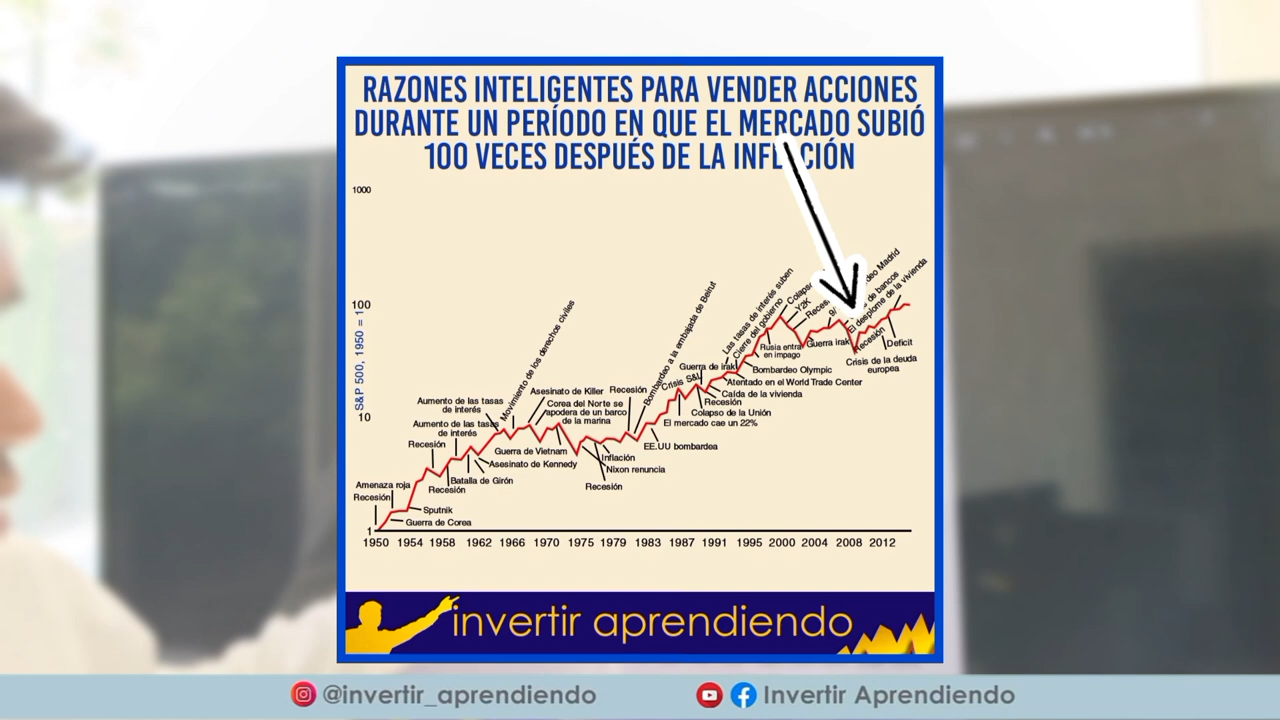 RAZONES INTELIGENTES PARA VENDER ACCIONES
DURANTE UN PERÍODO EN QUE EL MERCADO SUBIÓ
100 VECES DESPUÉS DE LA
1000
100
10
1
S&P 500, 1950 = 1
Recesión
Amenaza roja
Guerra de Corea
Sputnik
Recesión
Recesión
Aumento de las tasas
de interés
Batalla de Girón
Asesinato de Kennedy
Aumento de las tasas
de interés
Movimiento de los derechos civiles
Asesinato de Killer
Corea del Norte se
apodera de un barco
de la marina
Guerra de Vietnam
Recesión
Nixon renuncia
Inflación
Recesión
Bombardeo a la embajada de Beirut
EE.UU bombardea
El mercado cae un 22%
Crisis S&L
Colapso de la Unión
Recesión
Guerra de irak
Caída de la vivienda
Atentado en el World Trade Center
Las tasas de interés suben
Cierre del gobierno
Bombardeo Olympic
Rusia entra
en impago
Y2K
Guerra irak
Madrid
de bancos
El desplome de la vivienda
Recesión
Crisis de la deuda
europea
Deficit
1950 1954 1958 1962 1966 1970 1975 1979 1983 1987 1991 1995 2000 2004 2008 2012
invertir aprendiendo
@invertir_aprendiendo
Invertir Aprendiendo